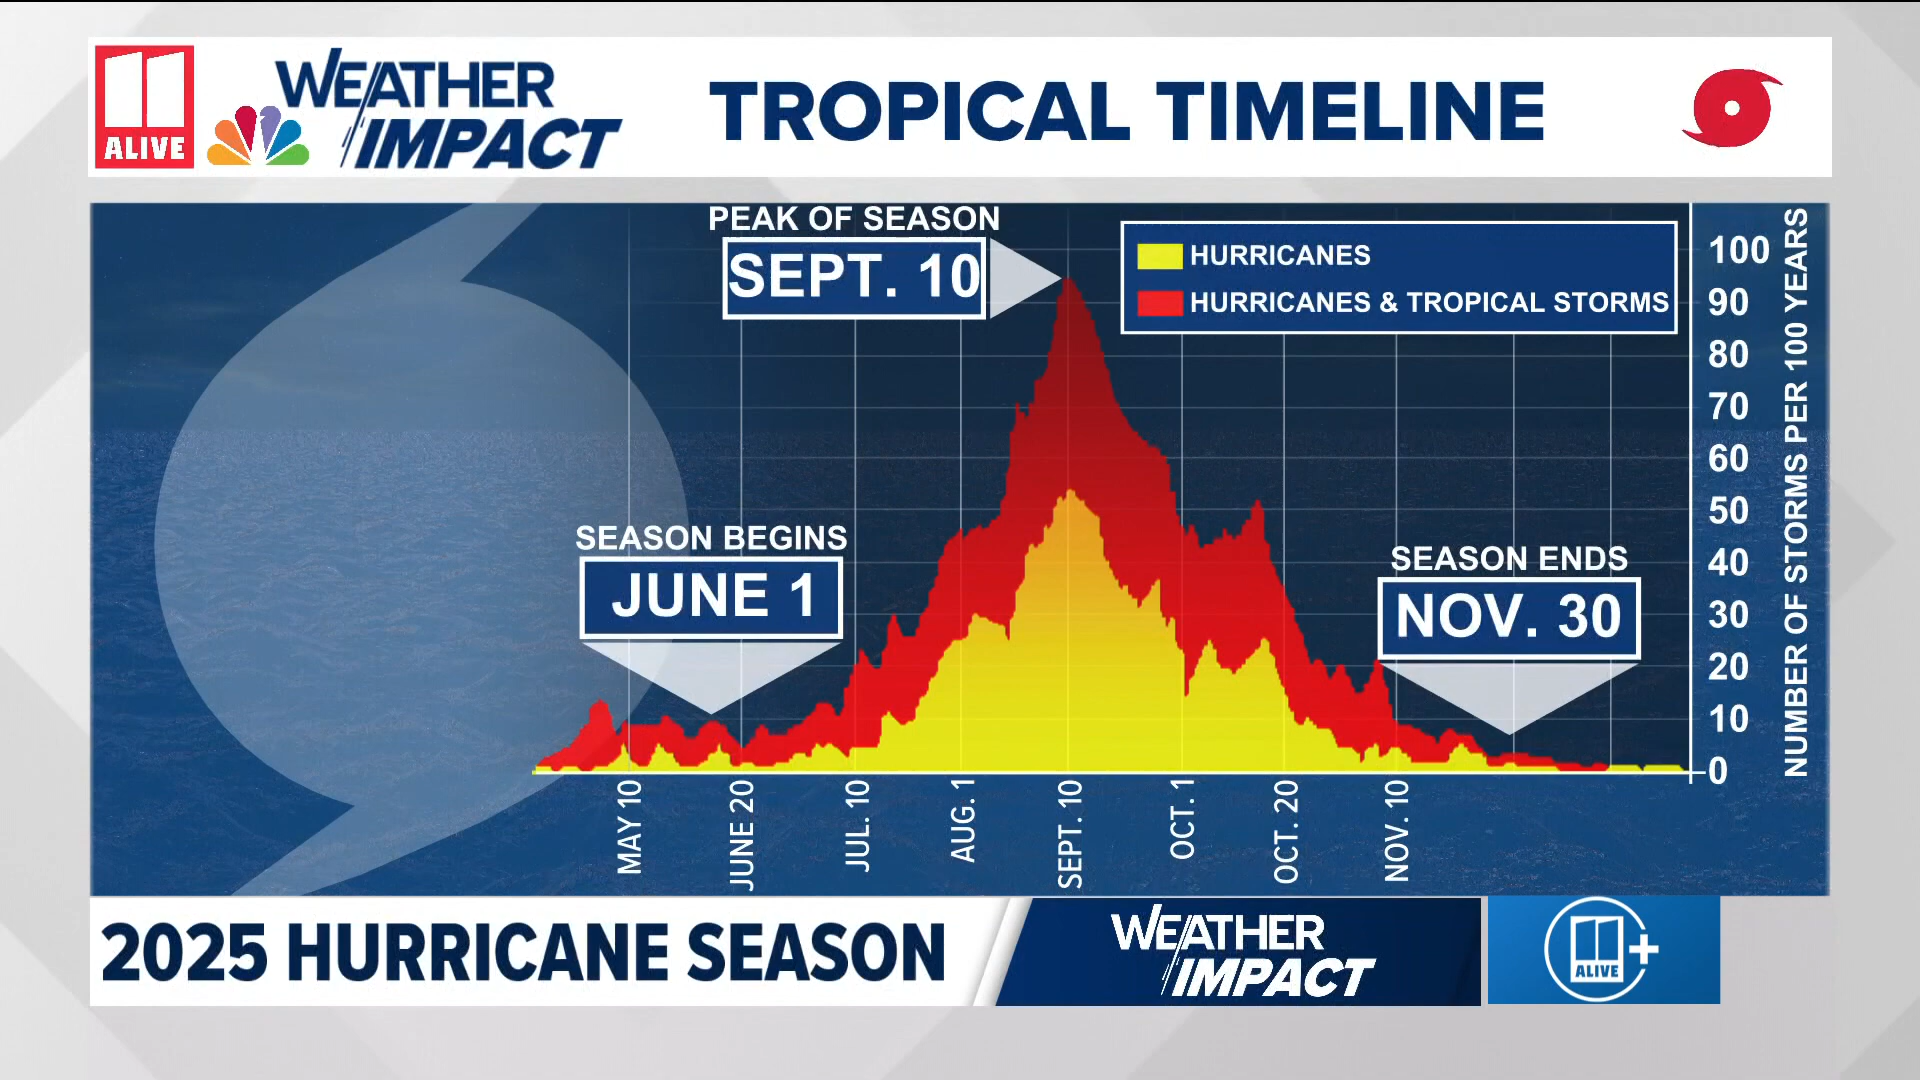 11 ALIVE
WEATHER
IMPACT
TROPICAL TIMELINE
PEAK OF SEASON
SEPT. 10
HURRICANES
HURRICANES & TROPICAL STORMS
SEASON BEGINS
JUNE 1
SEASON ENDS
NOV. 30
100
90
80
70
60
50
40
30
20
10
0
NUMBER OF STORMS PER 100 YEARS
MAY 10
JUNE 20
JUL. 10
AUG. 1
SEPT. 10
OCT. 1
OCT. 20
NOV. 10
2025 HURRICANE SEASON
WEATHER
IMPACT
11 ALIVE +